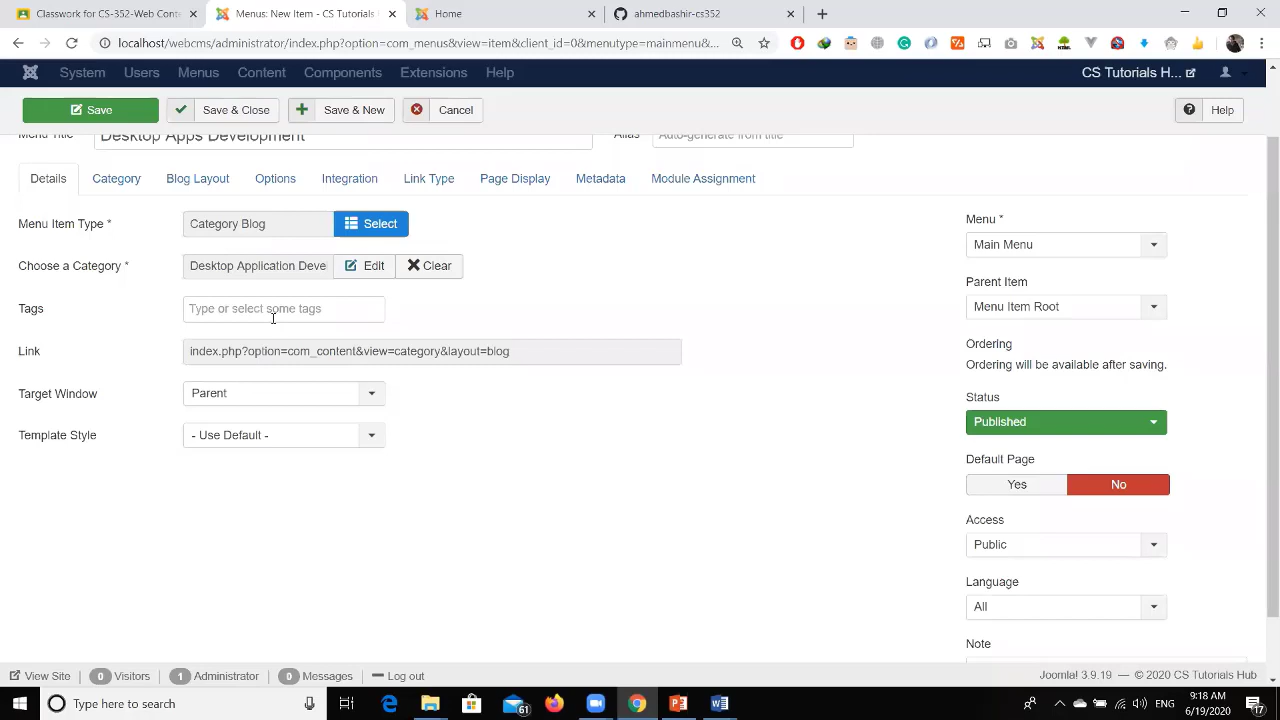 Classwork for CS-352-Web Conte
Menus: New Item - CS Tutorials H
Home
ahmedbashir-cs352
localhost/webcms/administrator/index.php?option=com_menus&view=item&client_id=0&menutype=mainmenu&...
System Users Menus Content Components Extensions Help
CS Tutorials H...
Save Save & Close Save & New Cancel Help
Menu Title Desktop Apps Development Alias Auto-generate from title
Details Category Blog Layout Options Integration Link Type Page Display Metadata Module Assignment
Menu Item Type * Category Blog Select
Choose a Category * Desktop Application Deve Edit Clear
Tags Type or select some tags
Link index.php?option=com_content&view=category&layout=blog
Target Window Parent
Template Style - Use Default -
Menu *
Main Menu
Parent Item
Menu Item Root
Ordering
Ordering will be available after saving.
Status
Published
Default Page
Yes No
Access
Public
Language
All
Note
View Site 0 Visitors 1 Administrator 0 Messages Log out
Joomla! 3.9.19 — © 2020 CS Tutorials Hub
Type here to search
61
ENG
9:18 AM
6/19/2020
17